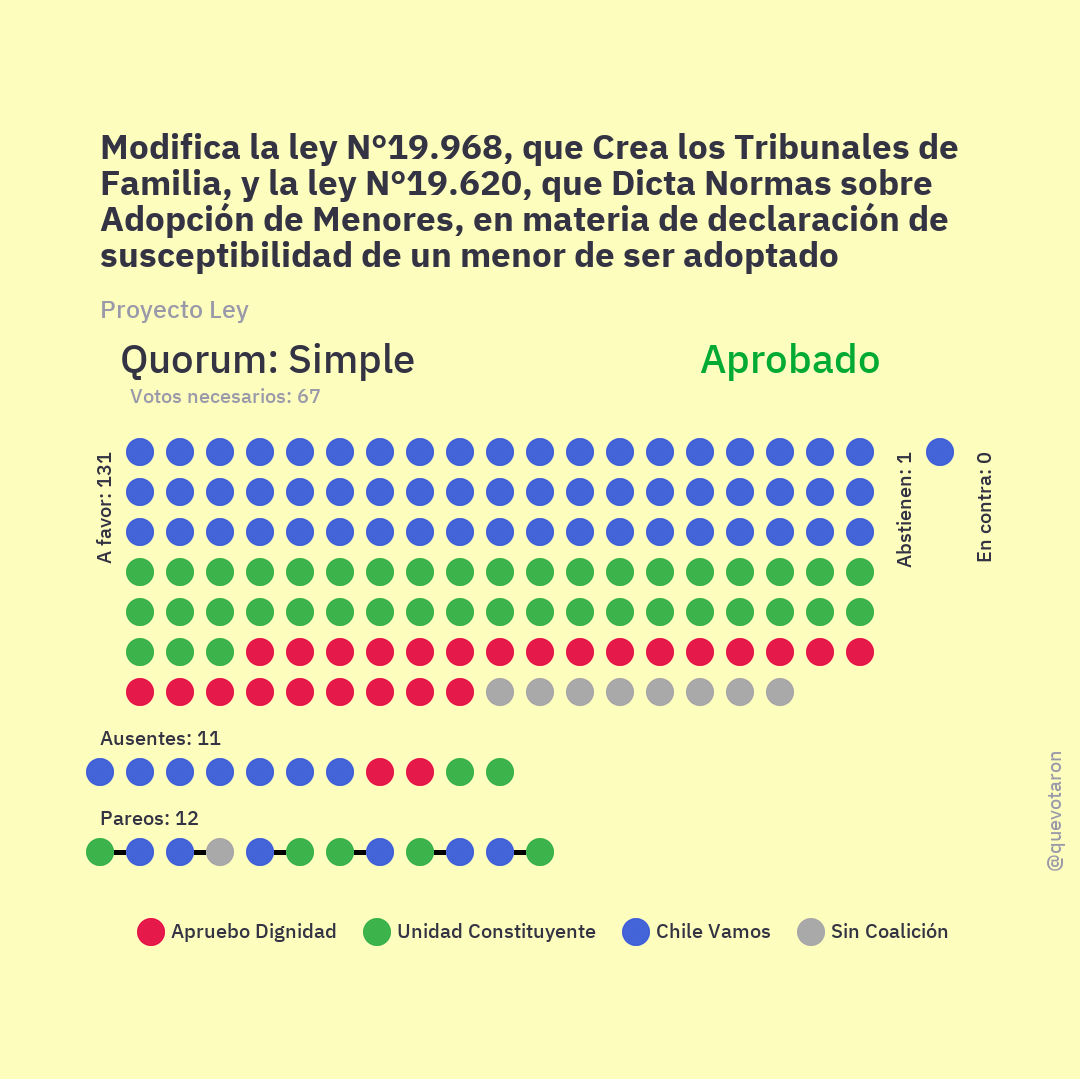 Modifica la ley N°19.968, que Crea los Tribunales de
Familia, y la ley N°19.620, que Dicta Normas sobre
Adopción de Menores, en materia de declaración de
susceptibilidad de un menor de ser adoptado
Proyecto Ley
Quorum: Simple
Aprobado
Votos necesarios: 67
A favor: 131
Abstienen: 1
En contra: 0
Ausentes: 11
Pareos: 12
@quevotaron
Apruebo Dignidad
Unidad Constituyente
Chile Vamos
Sin Coalición